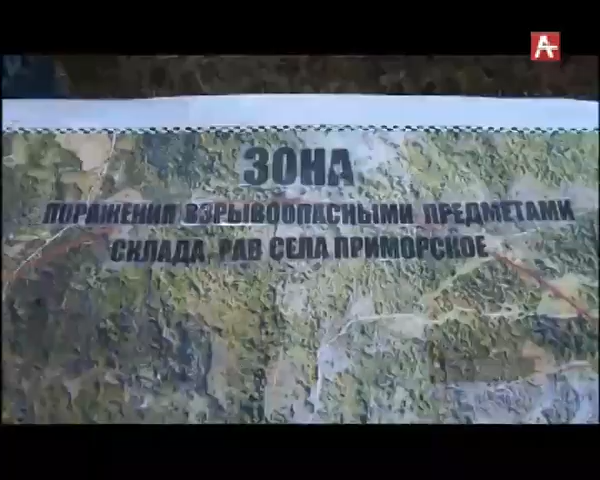 ЗОНА
ПОРАЖЕНИЯ ВЗРЫВООПАСНЫМИ ПРЕДМЕТАМИ
СКЛАДА РАВ СЕЛА ПРИМОРСКОЕ